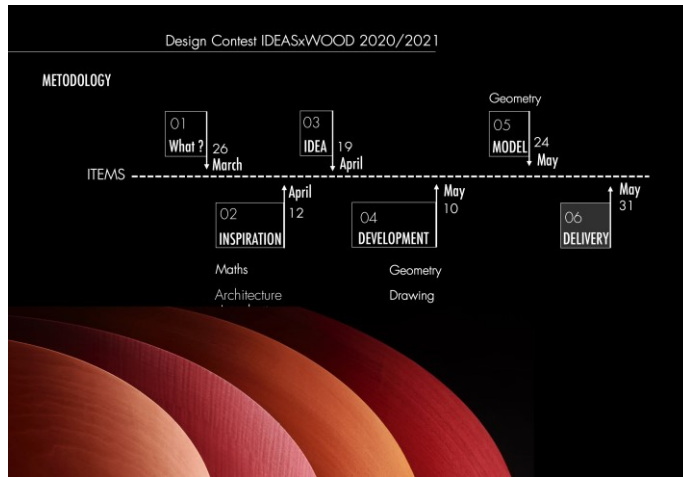 Design Contest IDEASxWOOD 2020/2021
METODOLOGY
Geometry
01
What ?
26
March
03
IDEA
19
April
05
MODEL
24
May
ITEMS
02
INSPIRATION
April
12
04
DEVELOPMENT
May
10
06
DELIVERY
May
31
Maths
Architecture
Geometry
Drawing